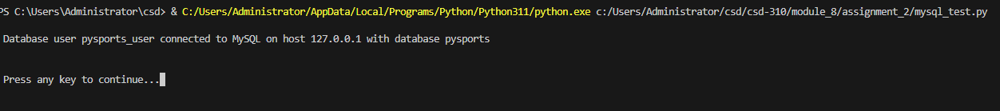 PS C:\Users\Administrator\csd> & C:/Users/Administrator/AppData/Local/Programs/Python/Python311/python.exe c:/Users/Administrator/csd/csd-310/module_8/assignment_2/mysql_test.py
Database user pysports_user connected to MySQL on host 127.0.0.1 with database pysports
Press any key to continue...